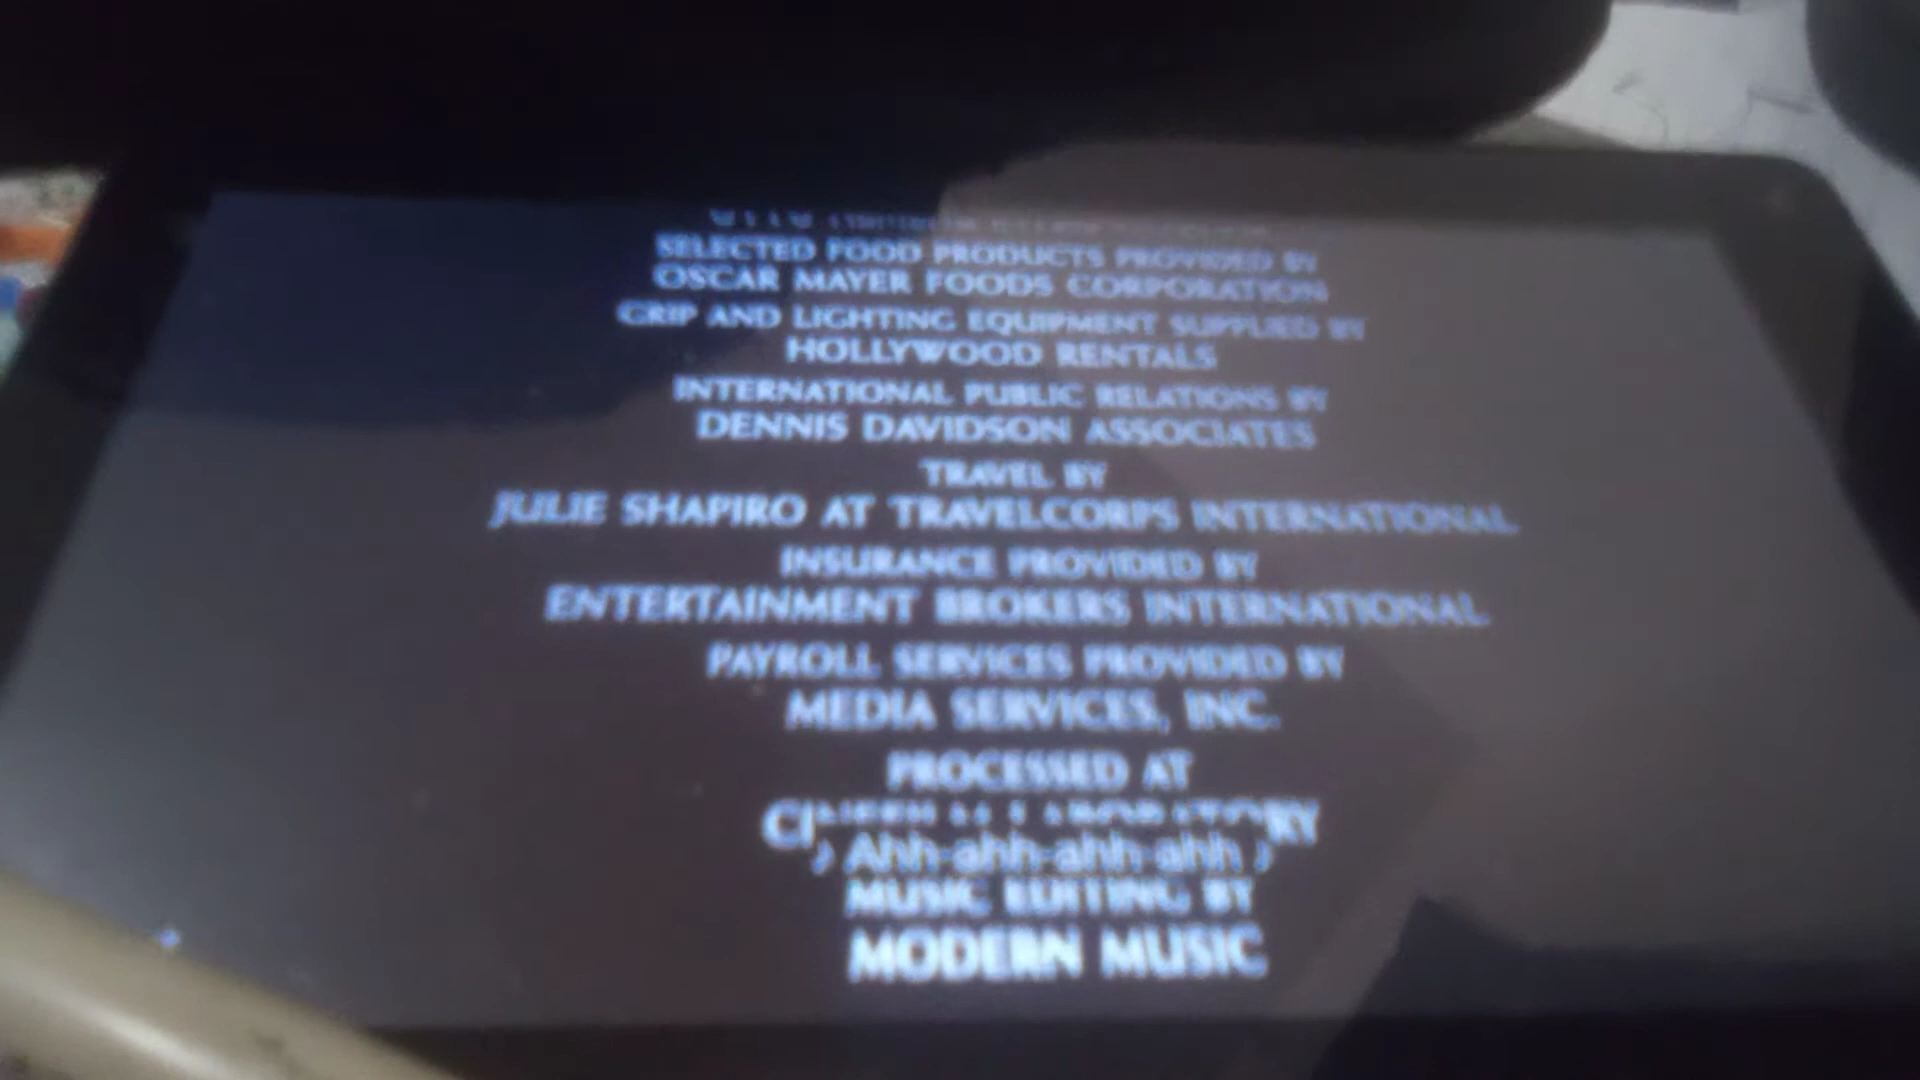 SELECTED FOOD PRODUCTS PROVIDED BY
OSCAR MAYER FOODS CORPORATION
GRIP AND LIGHTING EQUIPMENT SUPPLIED BY
HOLLYWOOD RENTALS
INTERNATIONAL PUBLIC RELATIONS BY
DENNIS DAVIDSON ASSOCIATES
TRAVEL BY
JULIE SHAPIRO AT TRAVELCORPS INTERNATIONAL
INSURANCE PROVIDED BY
ENTERTAINMENT BROKERS INTERNATIONAL
PAYROLL SERVICES PROVIDED BY
MEDIA SERVICES, INC.
PROCESSED AT
♪ Ahh-ahh-ahh-ahh ♪
MUSIC EDITING BY
MODERN MUSIC